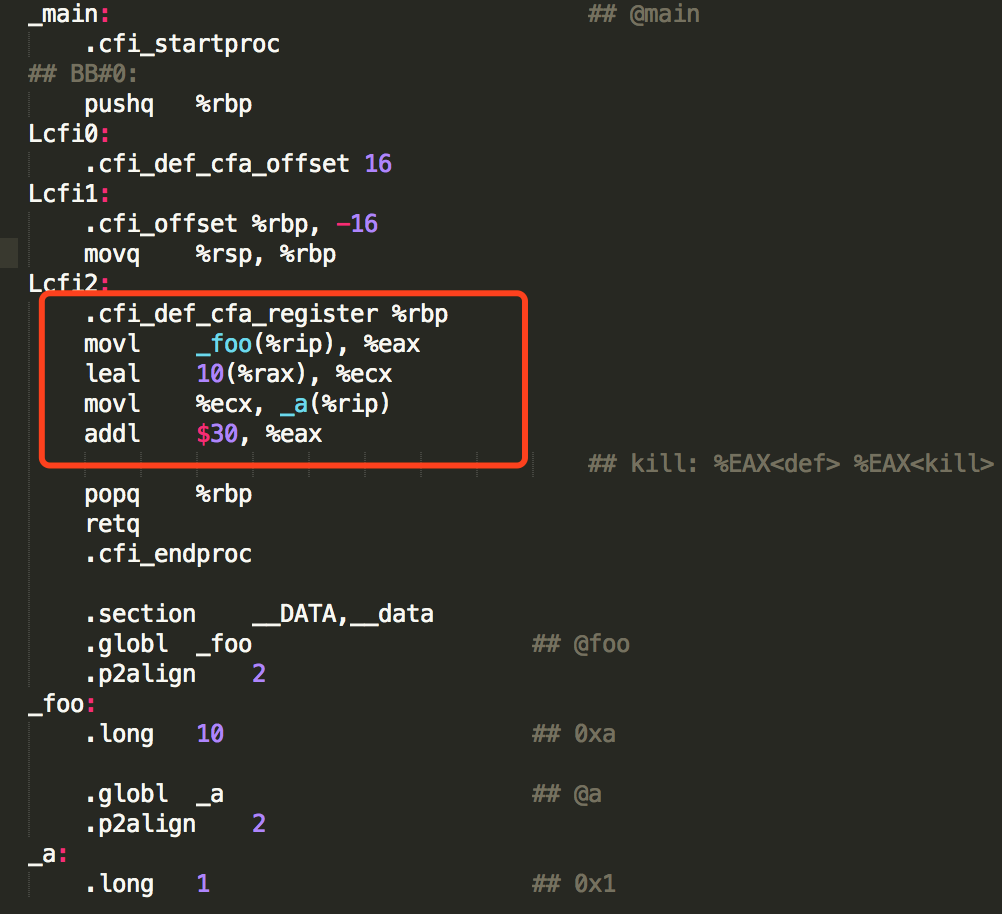 _main: ## @main
.cfi_startproc
## BB#0:
pushq %rbp
Lcfi0:
.cfi_def_cfa_offset 16
Lcfi1:
.cfi_offset %rbp, -16
movq %rsp, %rbp
Lcfi2:
.cfi_def_cfa_register %rbp
movl _foo(%rip), %eax
leal 10(%rax), %ecx
movl %ecx, _a(%rip)
addl $30, %eax
## kill: %EAX<def> %EAX<kill>
popq %rbp
retq
.cfi_endproc
.section __DATA,__data
.globl _foo ## @foo
.p2align 2
_foo:
.long 10 ## 0xa
.globl _a ## @a
.p2align 2
_a:
.long 1 ## 0x1